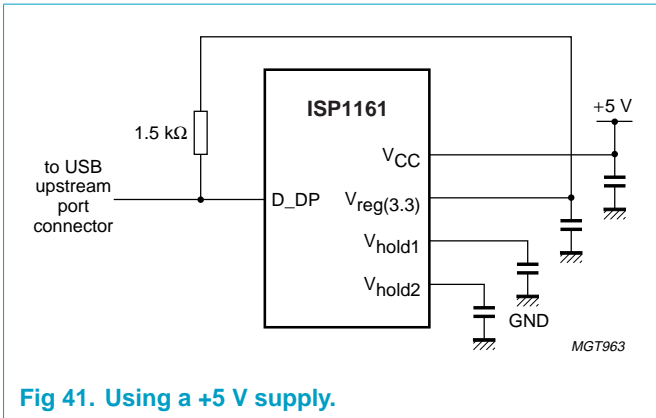 ISP1161
+5 V
1.5 kΩ
VCC
to USB
upstream
port
connector
D_DP
Vreg(3.3)
Vhold1
Vhold2
GND
MGT963
Fig 41. Using a +5 V supply.